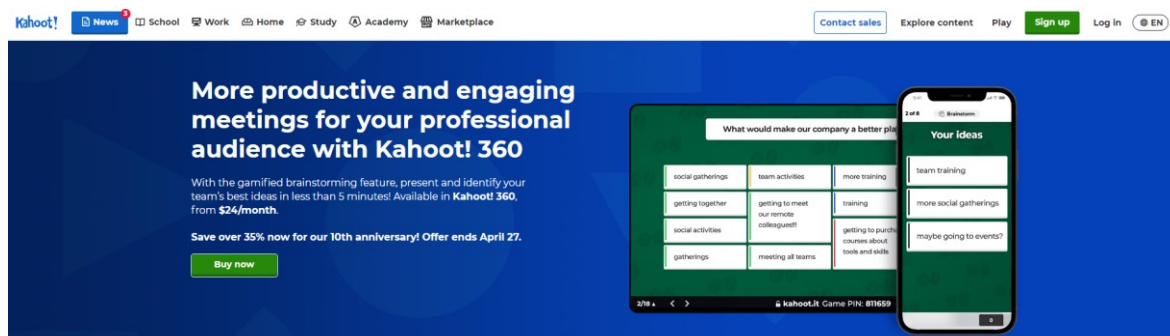 Kahoot! News 3 School Work Home Study Academy Marketplace Contact sales Explore content Play Sign up Log in EN
More productive and engaging
meetings for your professional
audience with Kahoot! 360
With the gamified brainstorming feature, present and identify your
team's best ideas in less than 5 minutes! Available in Kahoot! 360,
from $24/month.
Save over 35% now for our 10th anniversary! Offer ends April 27.
Buy now
What would make our company a better pla
social gatherings
team activities
more training
getting together
getting to meet
our remote
colleagues!!!
training
social activities
getting to purch
courses about
tools and skills
gatherings
meeting all teams
2/18
kahoot.it Game PIN: 811659
9:41
2 of 8 Brainstorm
Your ideas
team training
more social gatherings
maybe going to events?
0